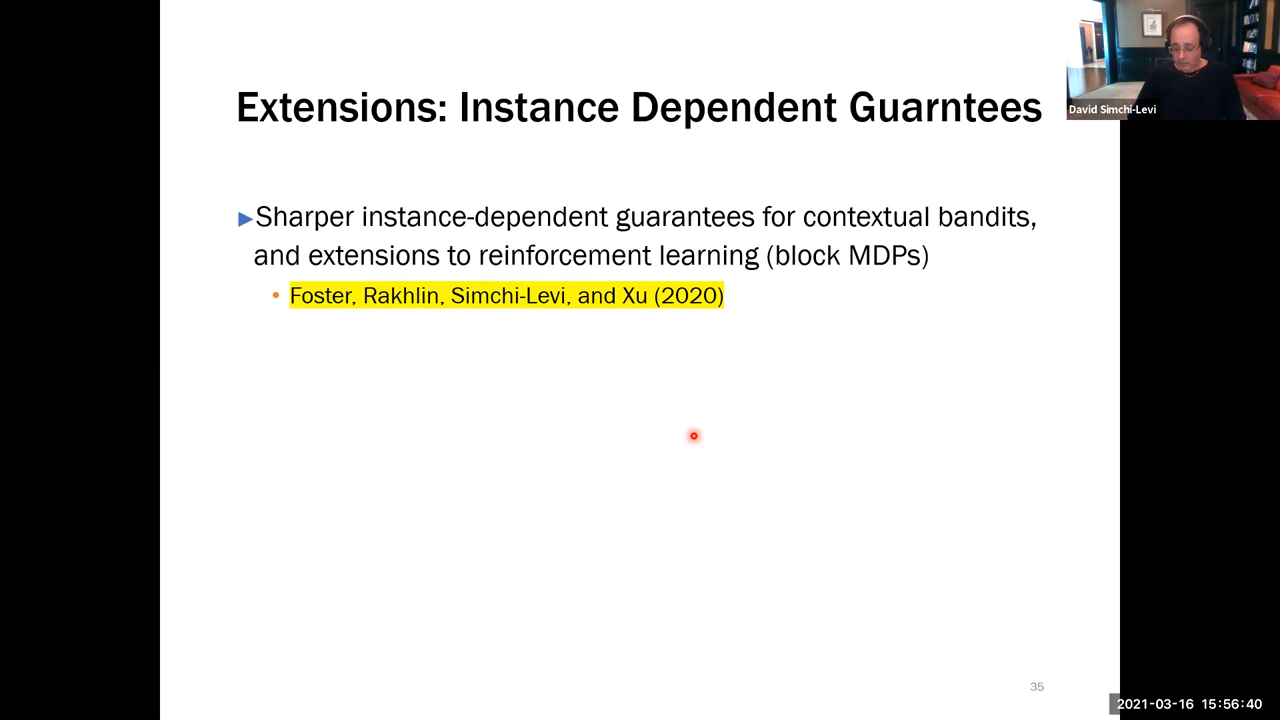 Extensions: Instance Dependent Guarntees
David Simchi-Levi
►Sharper instance-dependent guarantees for contextual bandits,
and extensions to reinforcement learning (block MDPs)
• Foster, Rakhlin, Simchi-Levi, and Xu (2020)
35
2021-03-16 15:56:40